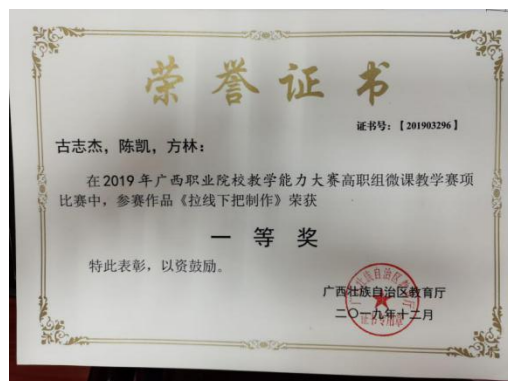 荣誉证书
证书号：【201903296】
古志杰，陈凯，方林：
在2019年广西职业院校教学能力大赛高职组微课教学赛项
比赛中，参赛作品《拉线下把制作》荣获
一等奖
特此表彰，以资鼓励。
广西壮族自治区教育厅
二〇一九年十二月